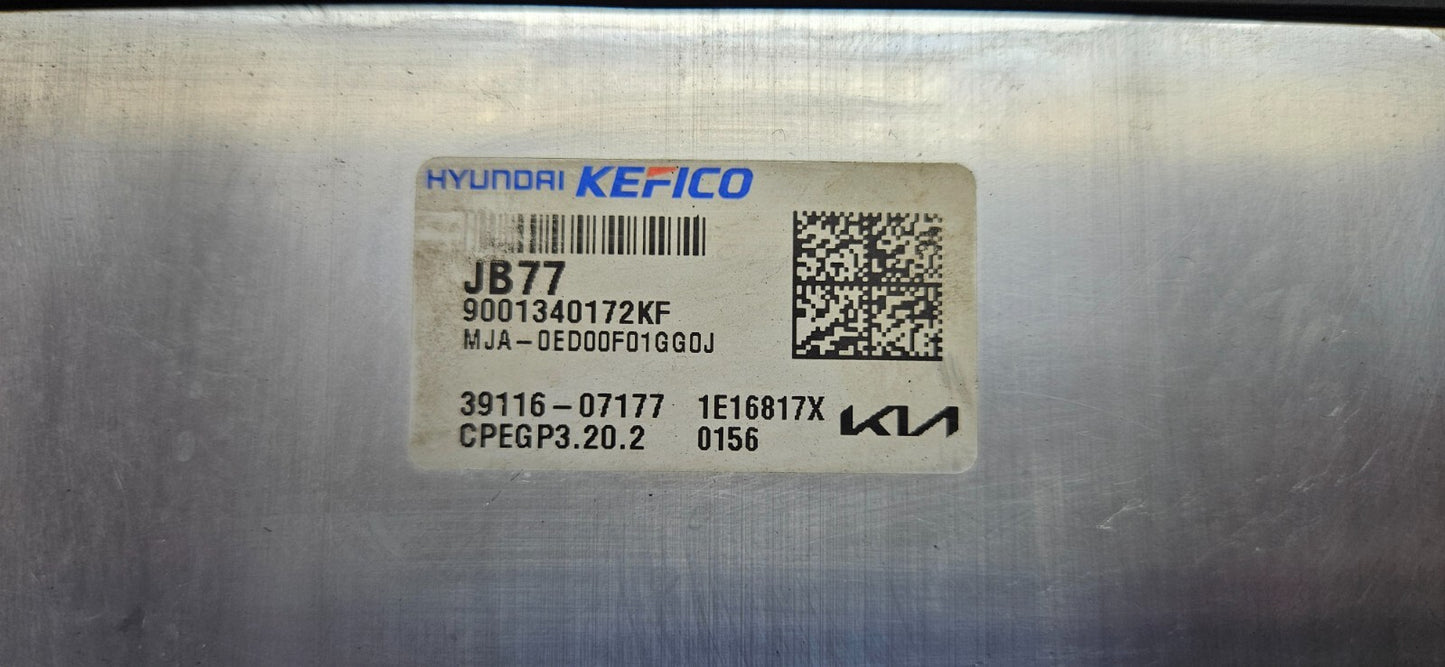 HYUNDAI KEFICO
JB77
9001340172KF
MJA-0ED00F01GG0J
39116-07177 1E16817X KIA
CPEGP3.20.2 0156